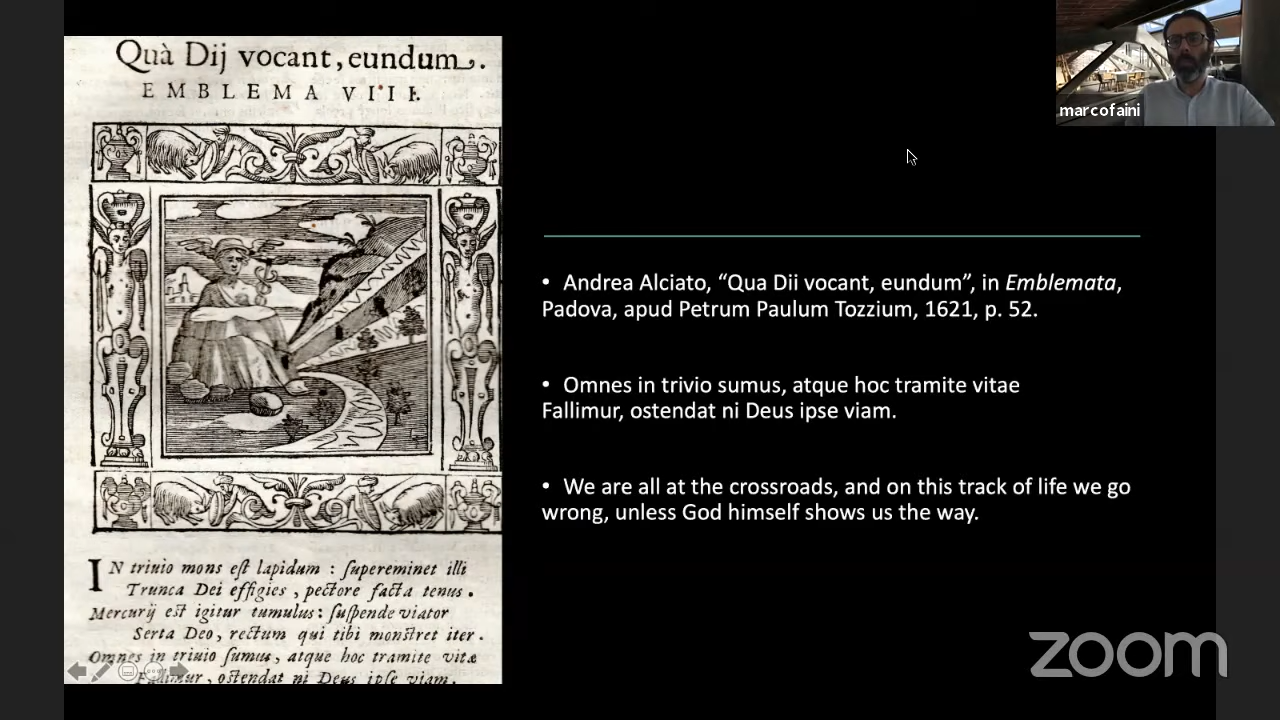 Quà Dij vocant, eundum.
EMBLEMA VIII.
IN triuio mons eſt lapidum : ſupereminet illi
Trunca Dei effigies, pectore facta tenus.
Mercurij est igitur tumulus: ſuſpende viator
Serta Deo, rectum qui tibi monſtret iter.
Omnes in triuio ſumus, atque hoc tramite vitæ
Fallimur, oſtendat ni Deus ipſe viam.
marcofaini
• Andrea Alciato, “Qua Dii vocant, eundum”, in Emblemata,
Padova, apud Petrum Paulum Tozzium, 1621, p. 52.
• Omnes in trivio sumus, atque hoc tramite vitae
Fallimur, ostendat ni Deus ipse viam.
• We are all at the crossroads, and on this track of life we go
wrong, unless God himself shows us the way.
zoom